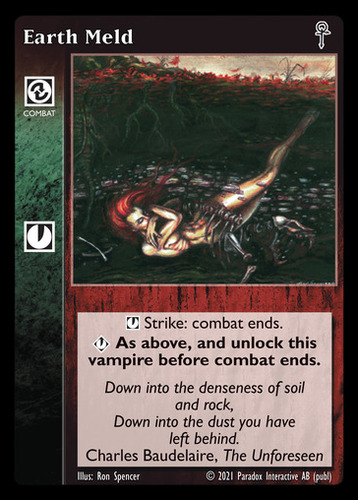 Earth Meld
COMBAT
Strike: combat ends.
As above, and unlock this
vampire before combat ends.
Down into the denseness of soil
and rock,
Down into the dust you have
left behind.
Charles Baudelaire, The Unforeseen
Illus: Ron Spencer © 2021 Paradox Interactive AB (publ)